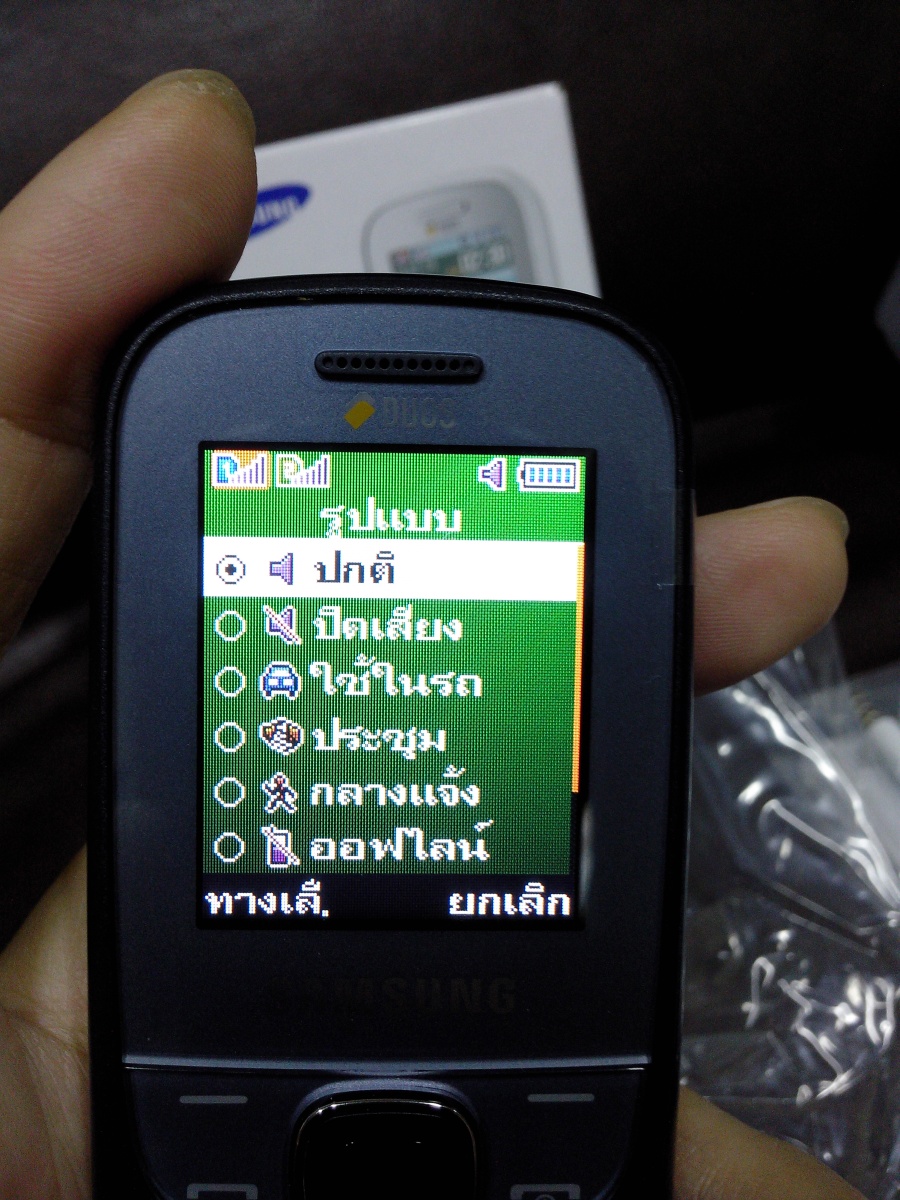 DUOS
รูปแบบ
ปกติ
ปิดเสียง
ใช้ในรถ
ประชุม
กลางแจ้ง
ออฟไลน์
ทางเลื. ยกเลิก
SAMSUNG